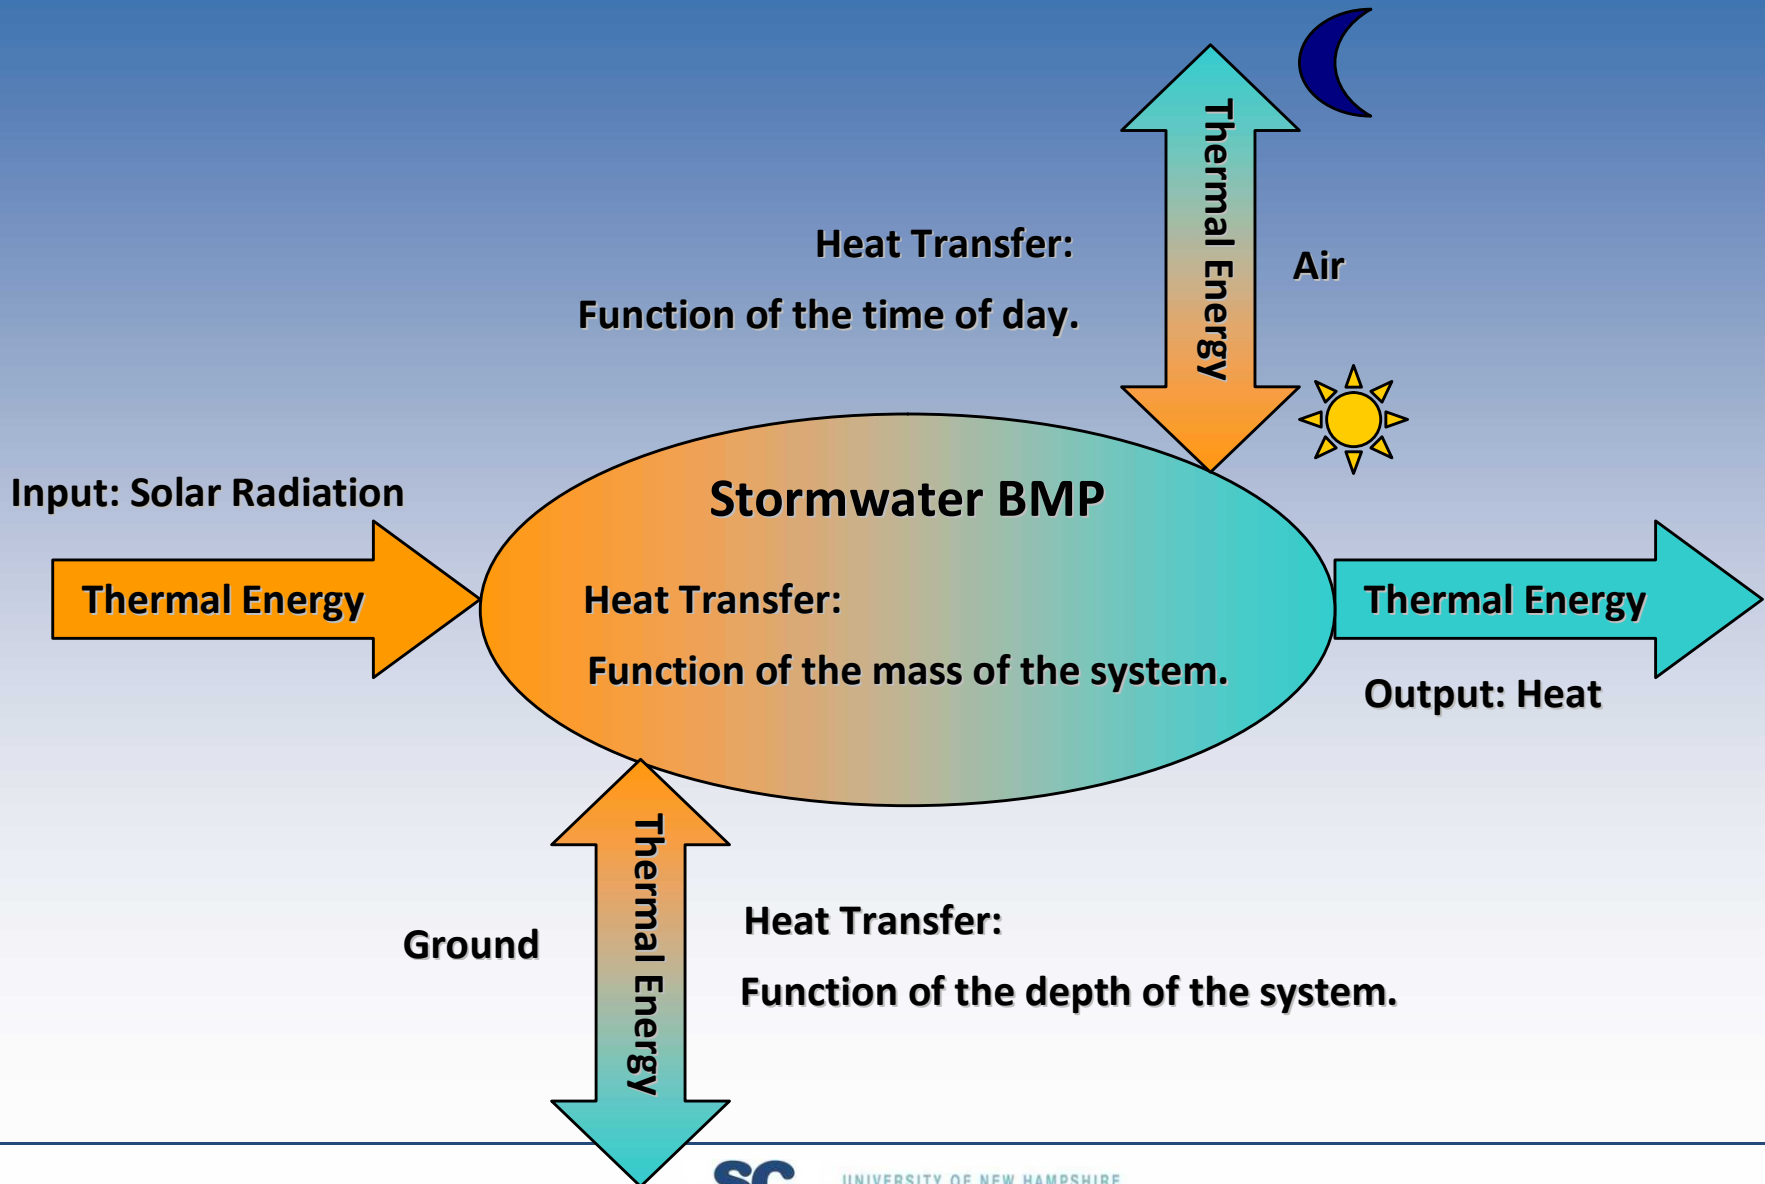 Thermal Energy
Heat Transfer:
Function of the time of day.
Air
Input: Solar Radiation
Thermal Energy
Stormwater BMP
Heat Transfer:
Function of the mass of the system.
Thermal Energy
Output: Heat
Ground
Thermal Energy
Heat Transfer:
Function of the depth of the system.
SC
UNIVERSITY OF NEW HAMPSHIRE